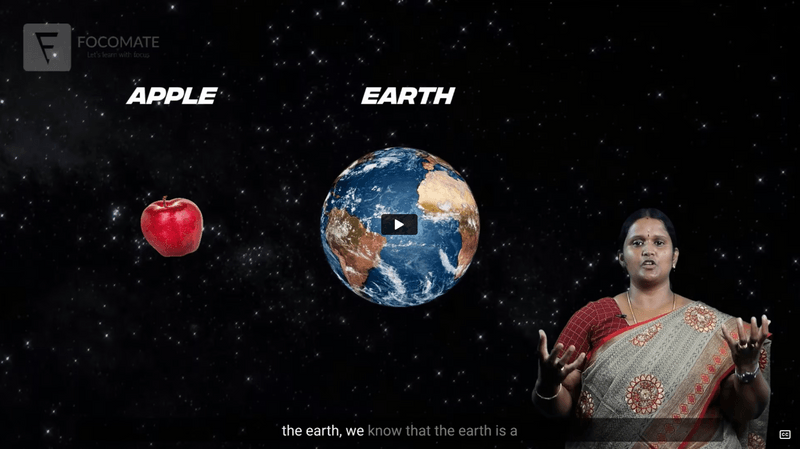 FOCOMATE
Let's learn with focus
APPLE
EARTH
the earth, we know that the earth is a
CC